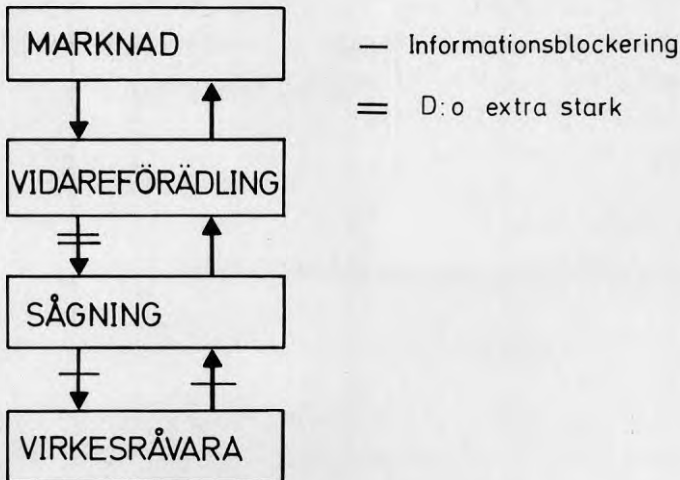 MARKNAD
— Informationsblockering
= D:o extra stark
VIDAREFÖRÄDLING
SÅGNING
VIRKESRÅVARA